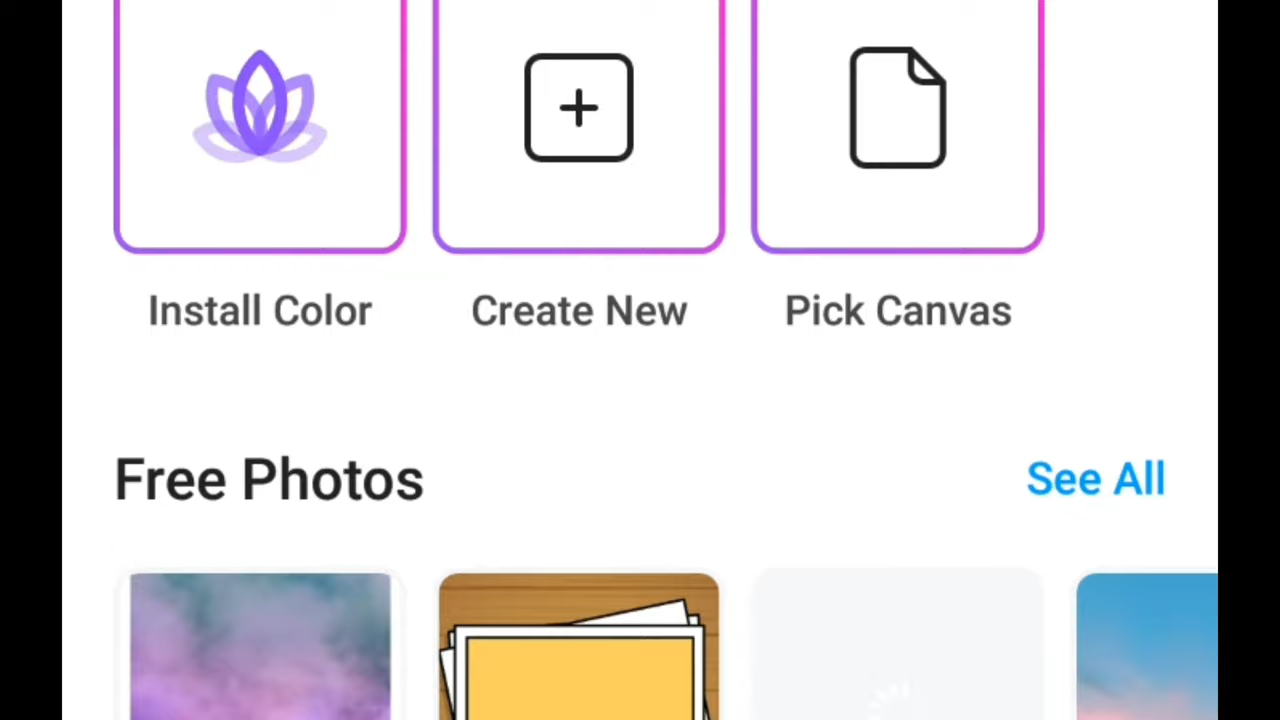 Install Color
Create New
Pick Canvas
Free Photos
See All